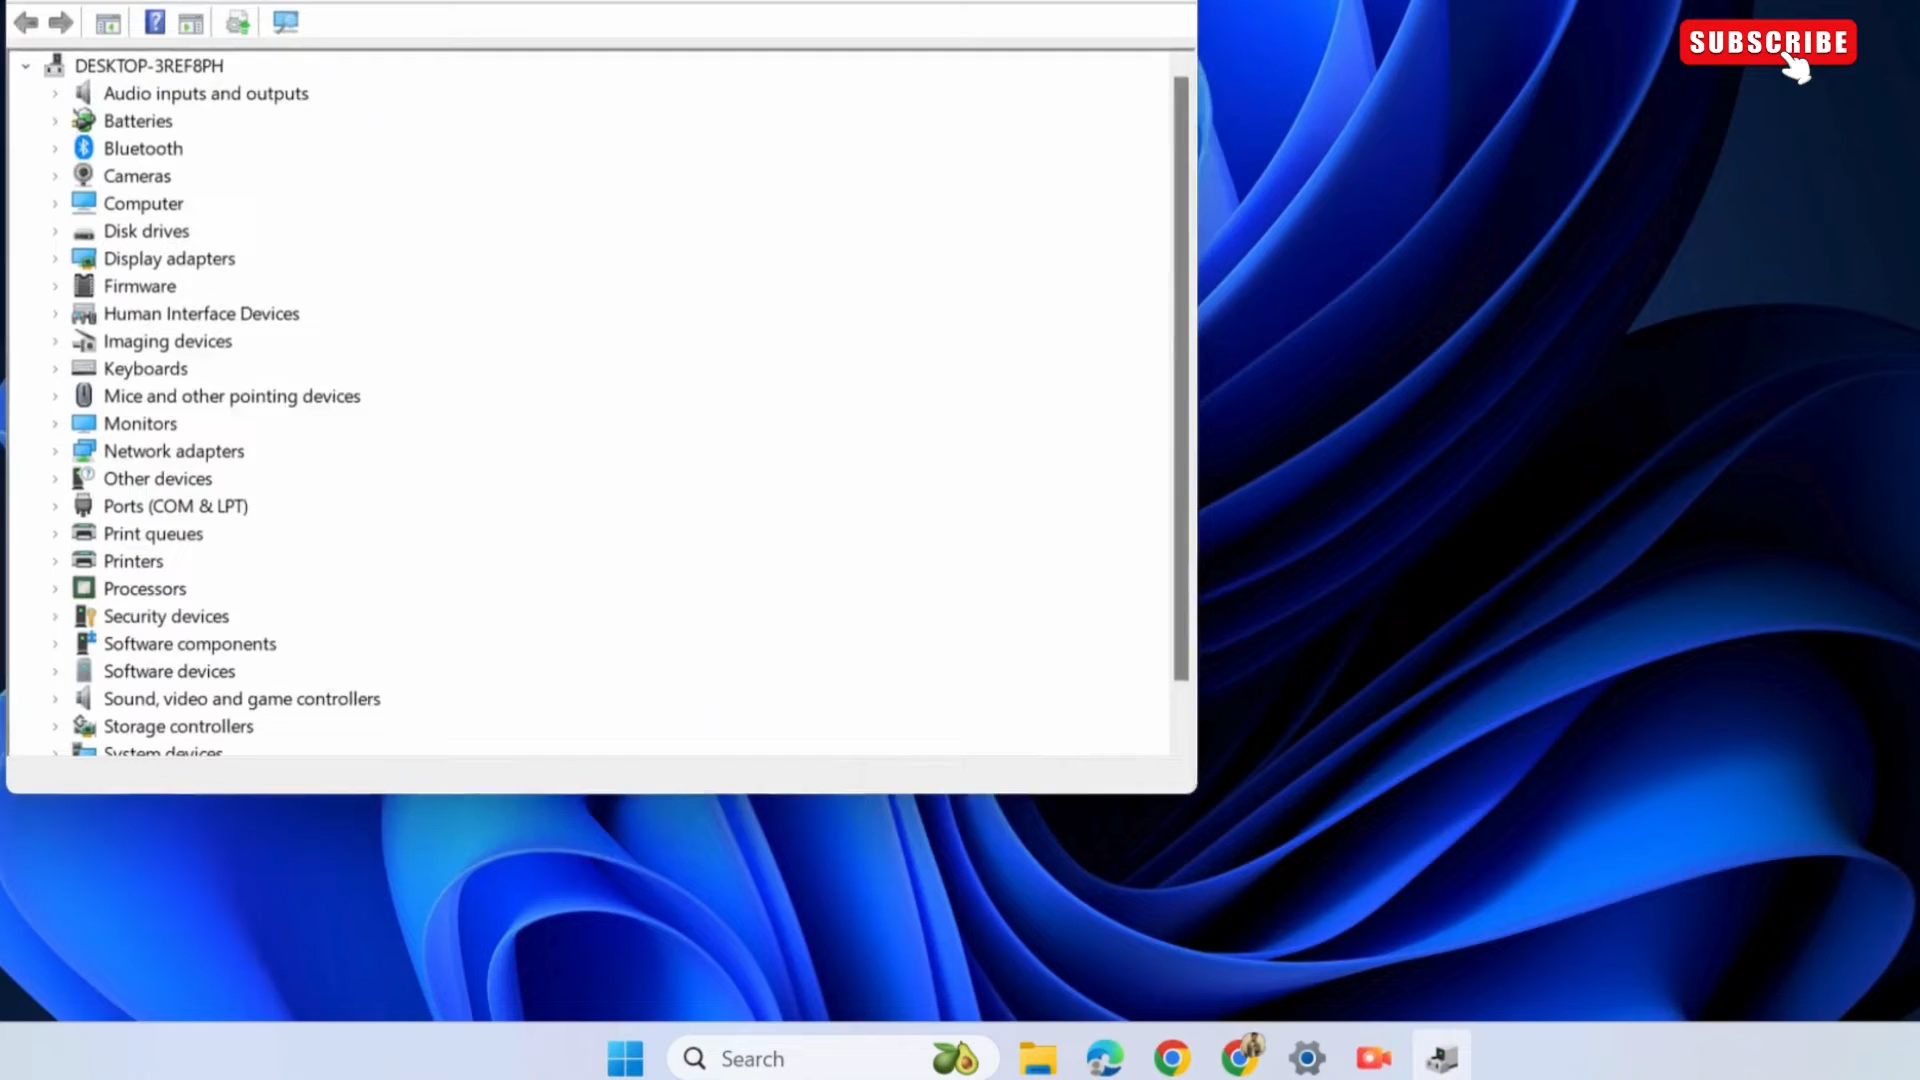 SUBSCRIBE
DESKTOP-3REF8PH
Audio inputs and outputs
Batteries
Bluetooth
Cameras
Computer
Disk drives
Display adapters
Firmware
Human Interface Devices
Imaging devices
Keyboards
Mice and other pointing devices
Monitors
Network adapters
Other devices
Ports (COM & LPT)
Print queues
Printers
Processors
Security devices
Software components
Software devices
Sound, video and game controllers
Storage controllers
System devices
Search